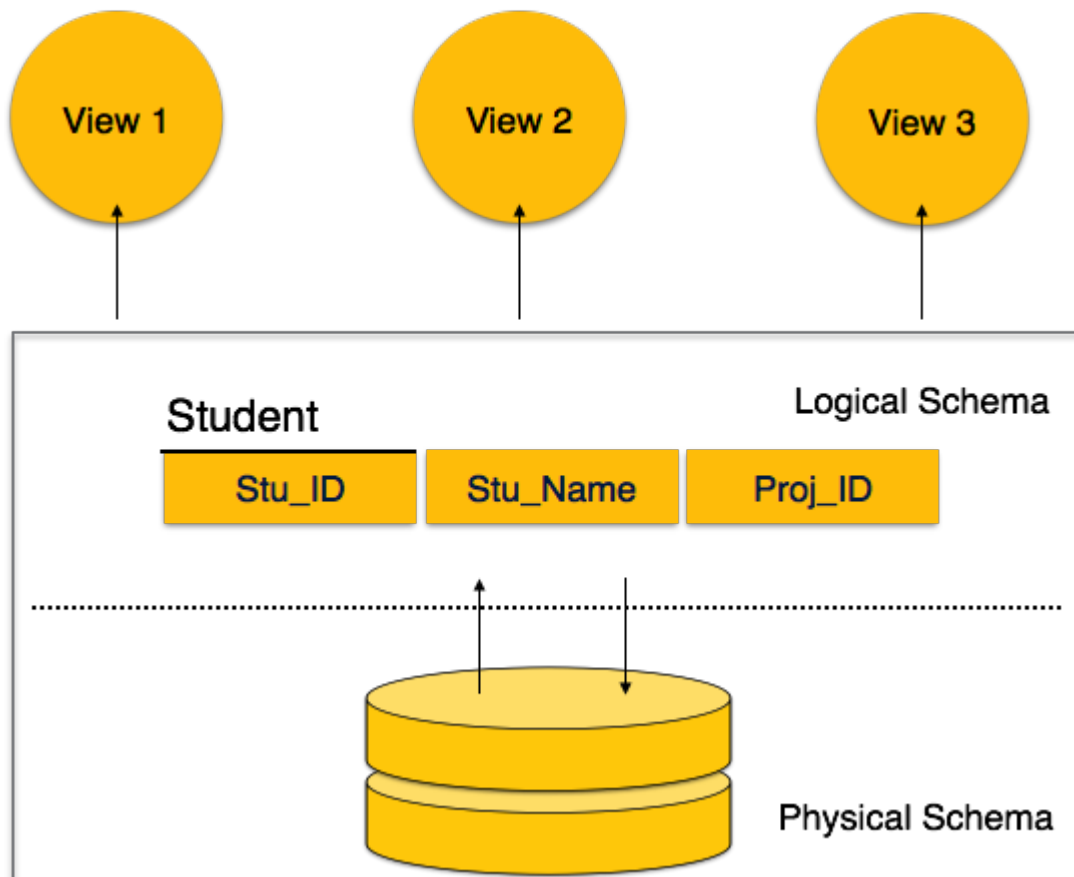 View 1
View 2
View 3
Logical Schema
Student
Stu_ID
Stu_Name
Proj_ID
Physical Schema